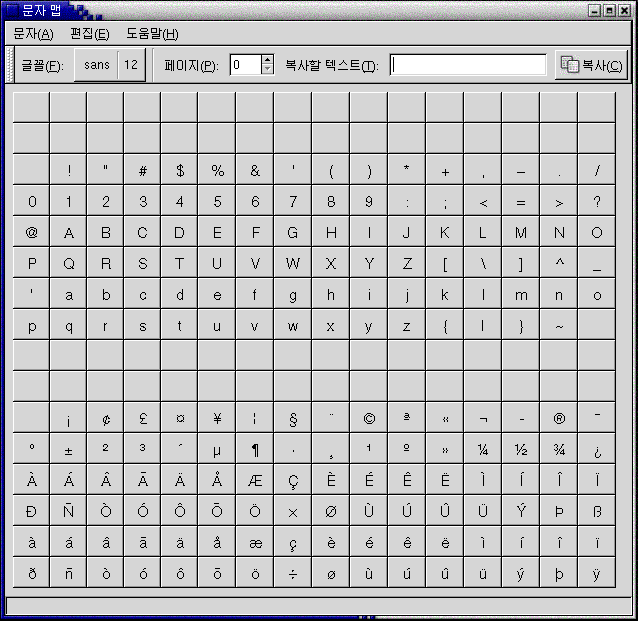 문자 맵
문자(A) 편집(E) 도움말(H)
글꼴(F): sans 12 페이지(P): 0 복사할 텍스트(T): 복사(C)
! " # $ % & ' ( ) * + , – . /
0 1 2 3 4 5 6 7 8 9 : ; < = > ?
@ A B C D E F G H I J K L M N O
P Q R S T U V W X Y Z [ \ ] ^ _
' a b c d e f g h i j k l m n o
p q r s t u v w x y z { | } ~
¡ ¢ £ ¤ ¥ ¦ § ¨ © ª « ¬ - ® ¯
° ± ² ³ ´ µ ¶ · ¸ ¹ º » ¼ ½ ¾ ¿
À Á Â Ã Ä Å Æ Ç È É Ê Ë Ì Í Î Ï
Ð Ñ Ò Ó Ô Õ Ö × Ø Ù Ú Û Ü Ý Þ ß
à á â ã ä å æ ç è é ê ë ì í î ï
ð ñ ò ó ô õ ö ÷ ø ù ú û ü ý þ ÿ